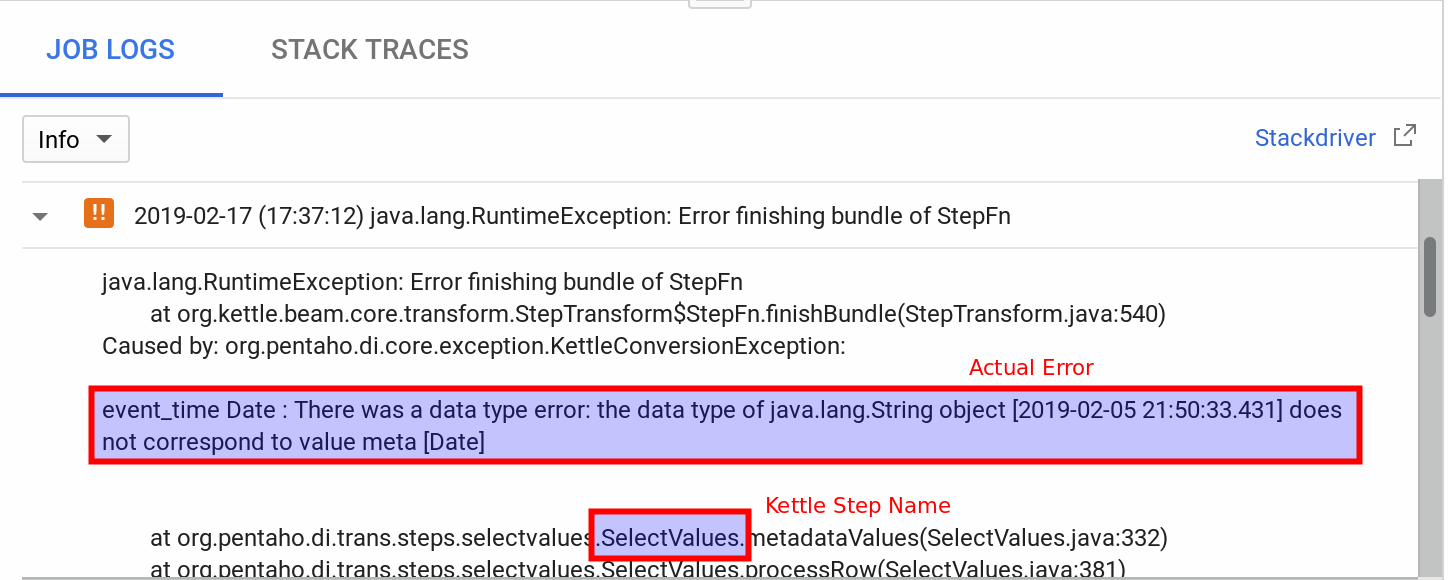 JOB LOGS STACK TRACES
Info Stackdriver
!! 2019-02-17 (17:37:12) java.lang.RuntimeException: Error finishing bundle of StepFn
java.lang.RuntimeException: Error finishing bundle of StepFn
at org.kettle.beam.core.transform.StepTransform$StepFn.finishBundle(StepTransform.java:540)
Caused by: org.pentaho.di.core.exception.KettleConversionException:
Actual Error
event_time Date : There was a data type error: the data type of java.lang.String object [2019-02-05 21:50:33.431] does
not correspond to value meta [Date]
Kettle Step Name
at org.pentaho.di.trans.steps.selectvalues.SelectValues.metadataValues(SelectValues.java:332)
at org.pentaho.di.trans.steps.selectvalues.SelectValues.processRow(SelectValues.java:381)